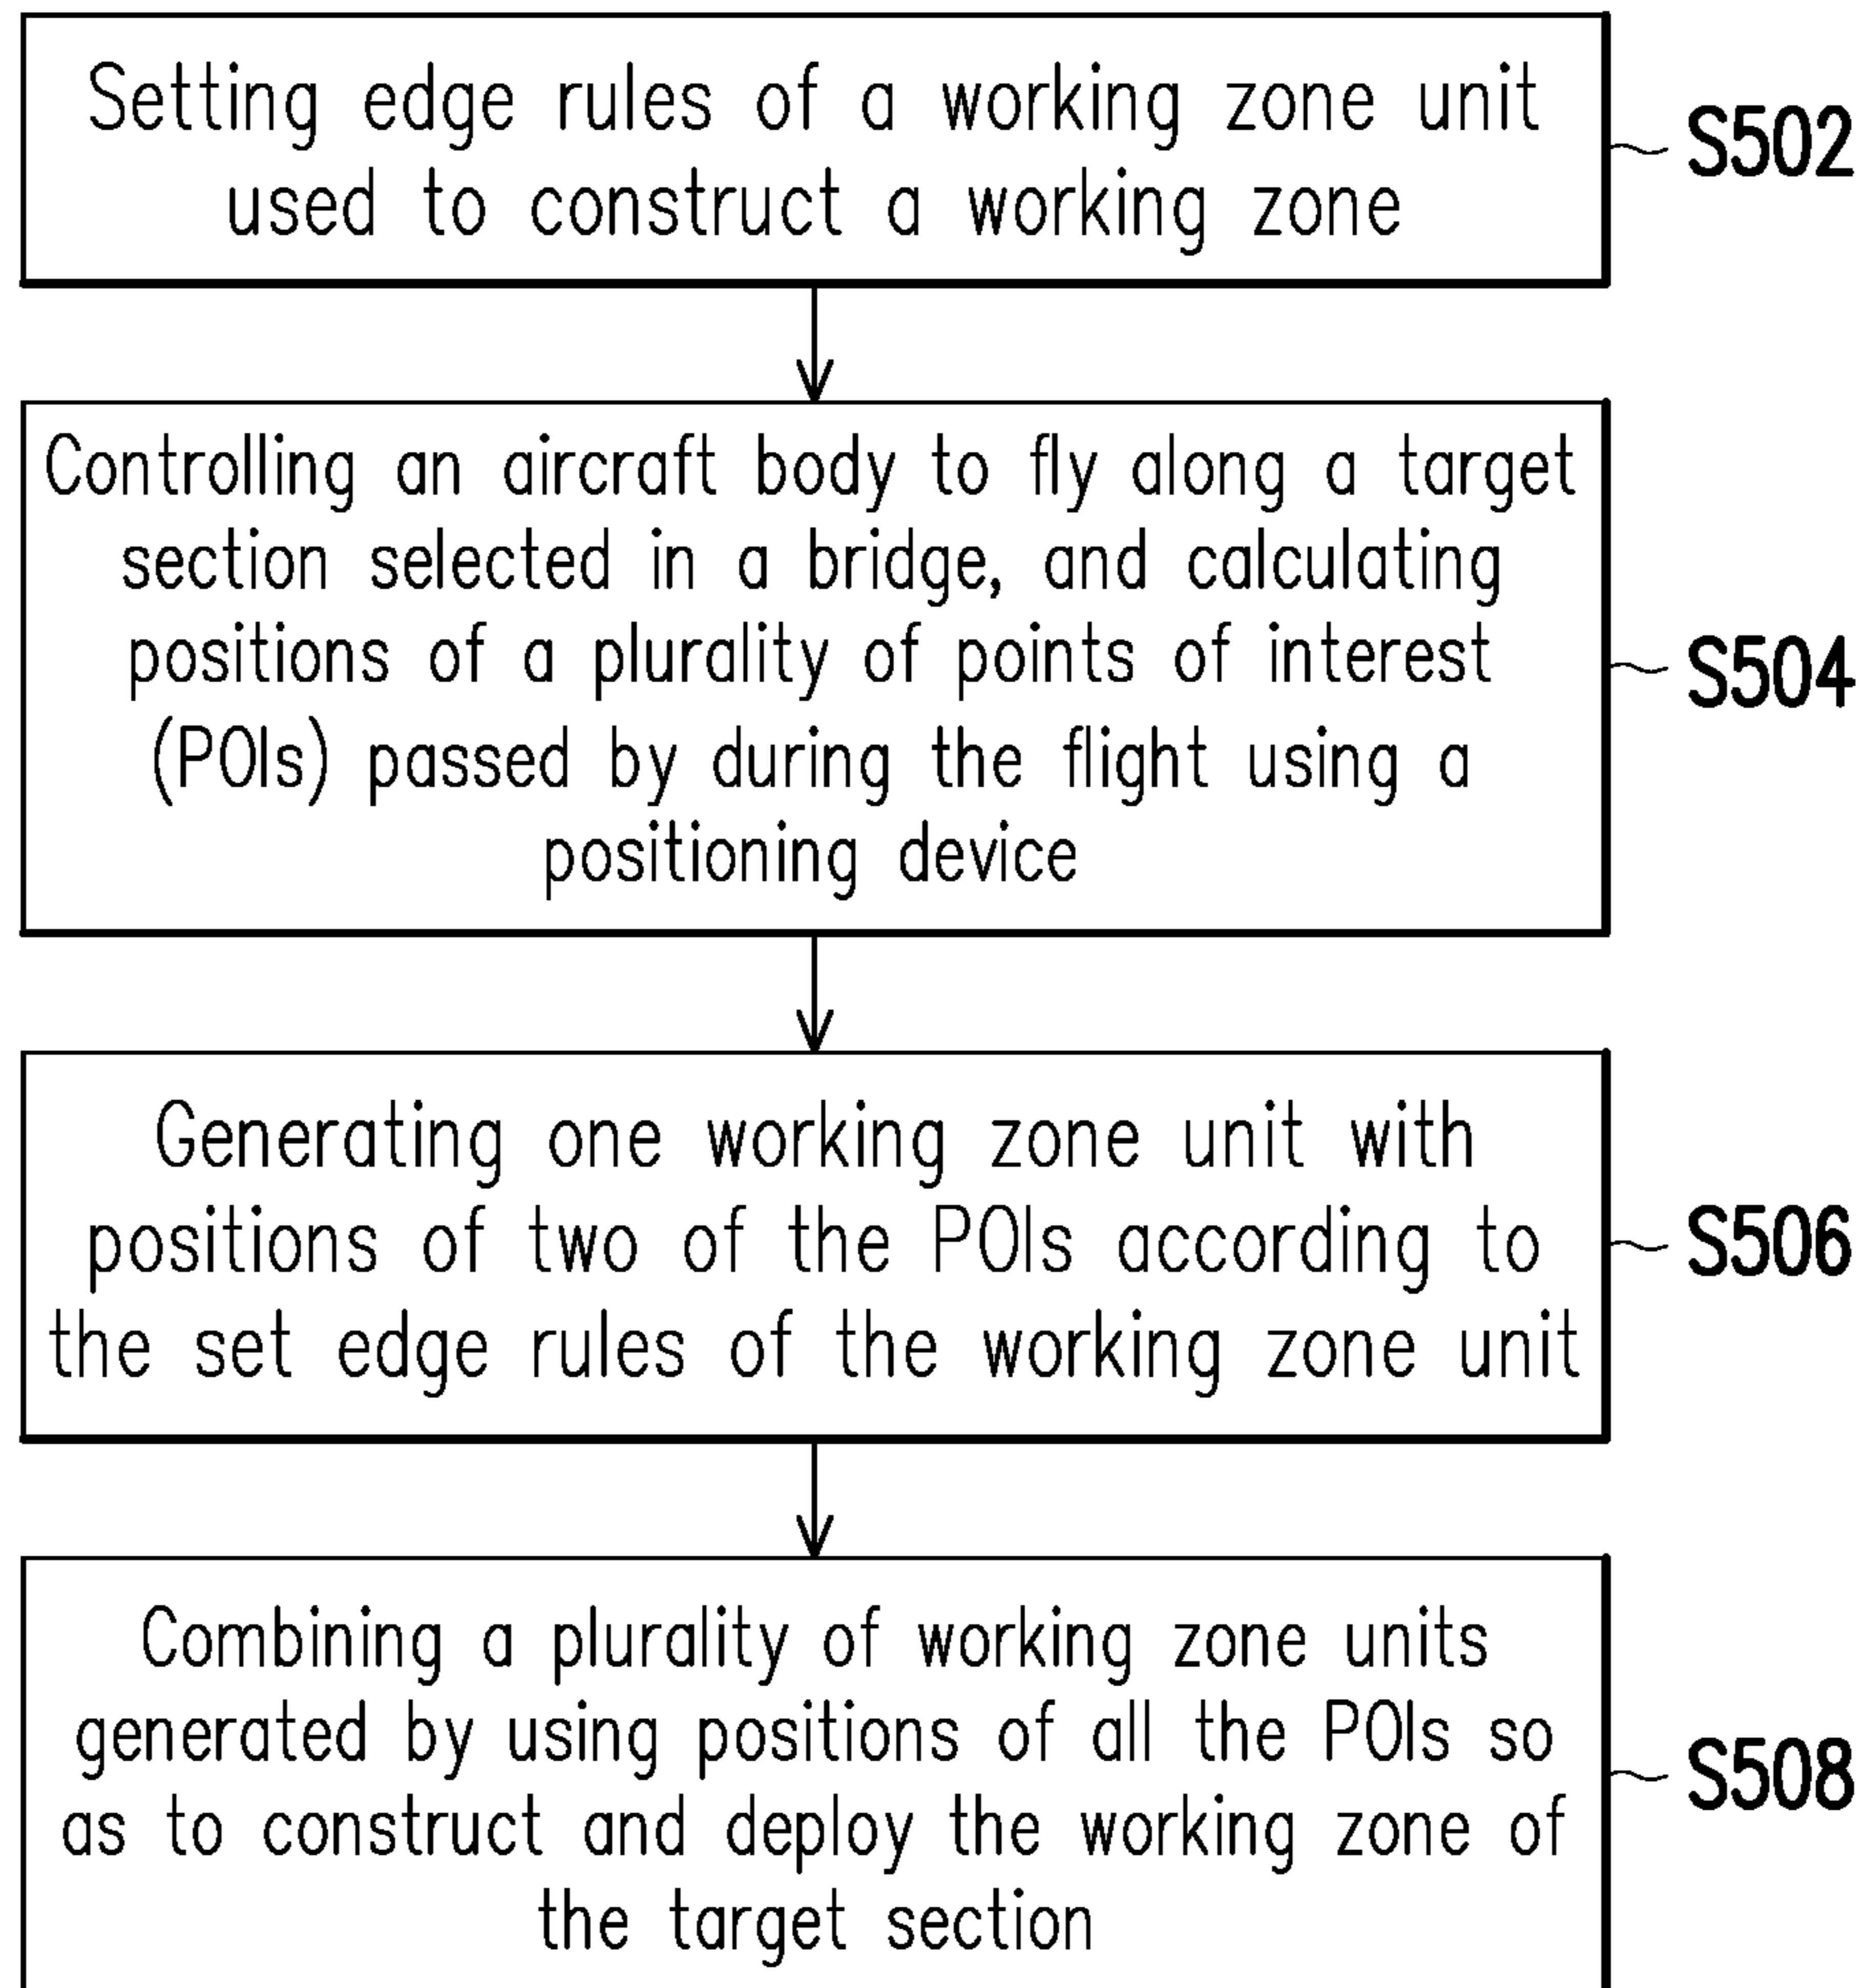 Setting edge rules of a working zone unit
used to construct a working zone
S502
Controlling an aircraft body to fly along a target
section selected in a bridge, and calculating
positions of a plurality of points of interest
(POIs) passed by during the flight using a
positioning device
S504
Generating one working zone unit with
positions of two of the POIs according to
the set edge rules of the working zone unit
S506
Combining a plurality of working zone units
generated by using positions of all the POIs so
as to construct and deploy the working zone of
the target section
S508